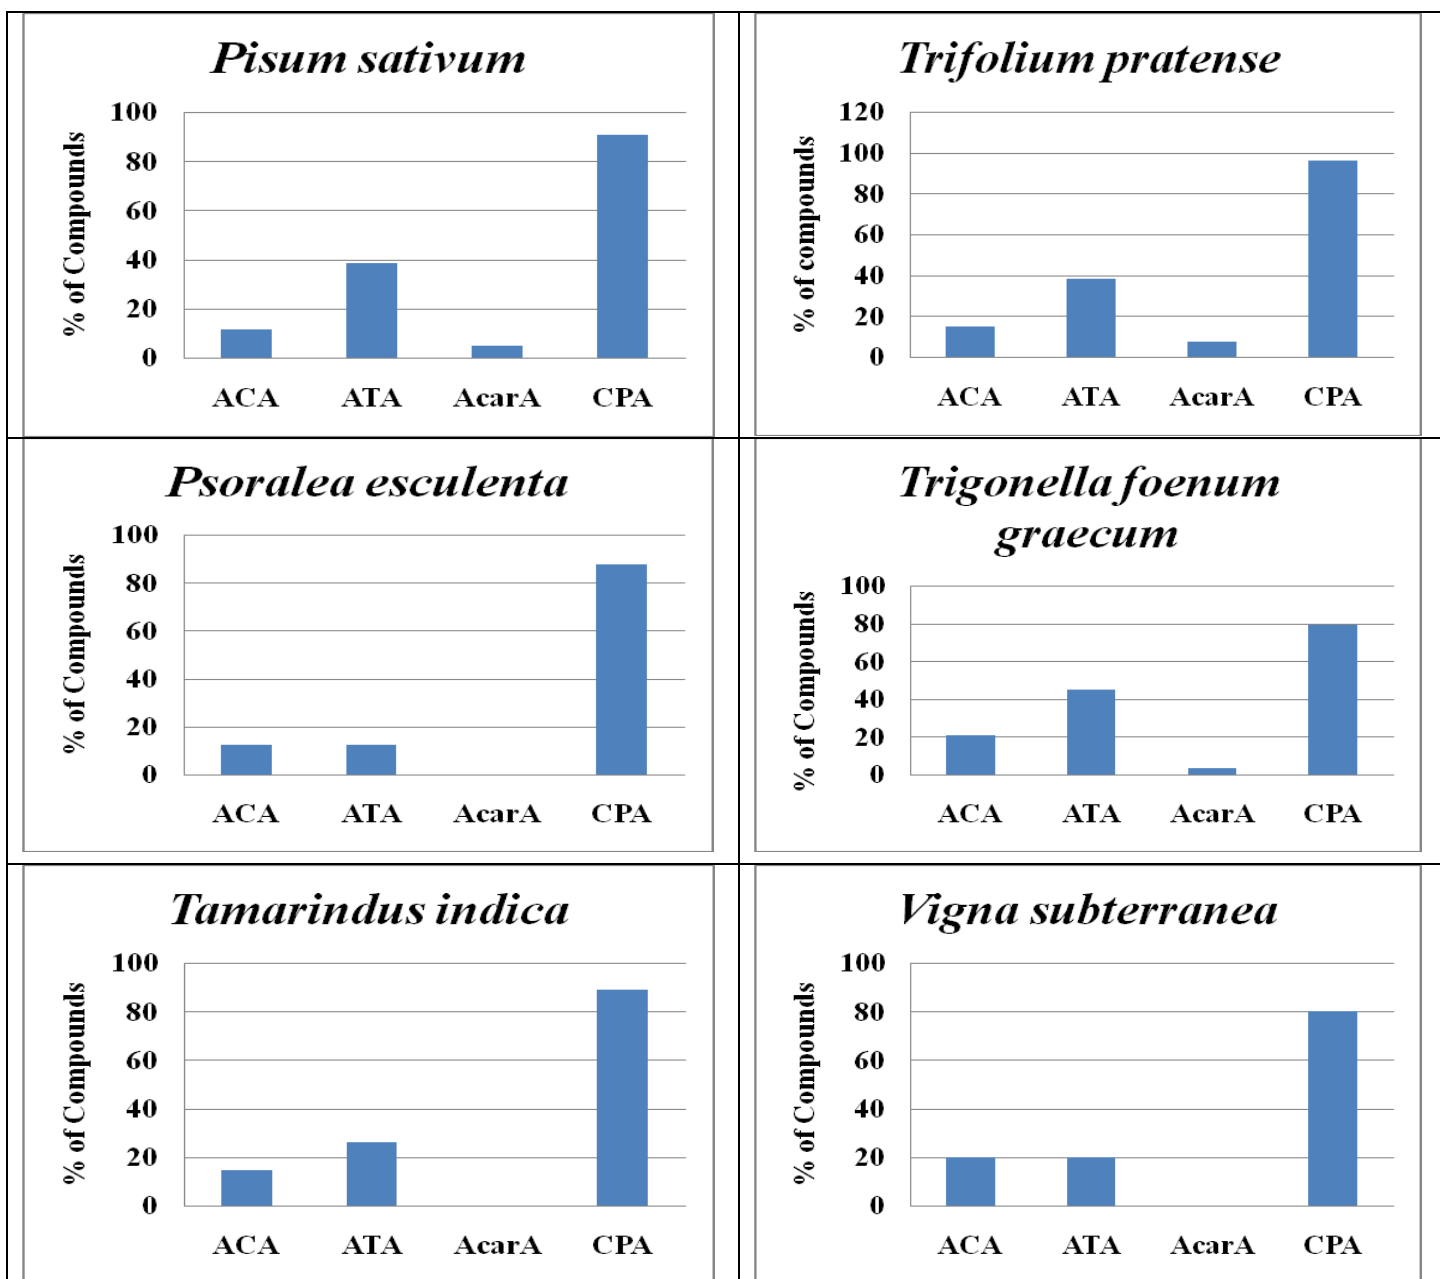 Pisum sativum
% of Compounds
100
80
60
40
20
0
ACA ATA AcarA CPA
Trifolium pratense
% of compounds
120
100
80
60
40
20
0
ACA ATA AcarA CPA
Psoralea esculenta
% of Compounds
100
80
60
40
20
0
ACA ATA AcarA CPA
Trigonella foenum
graecum
% of Compounds
100
80
60
40
20
0
ACA ATA AcarA CPA
Tamarindus indica
% of Compounds
100
80
60
40
20
0
ACA ATA AcarA CPA
Vigna subterranea
% of Compounds
100
80
60
40
20
0
ACA ATA AcarA CPA